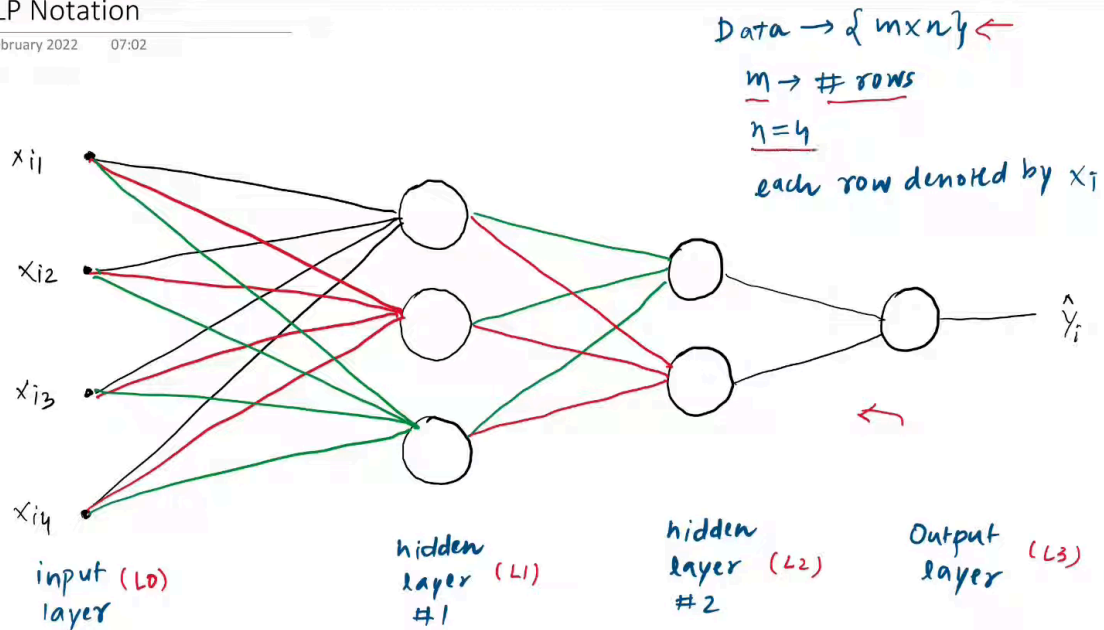 LP Notation
bruary 2022 07:02
Data → { m x n } ←
m → # rows
n = 4
each row denoted by xi
xi1
xi2
xi3
xi4
ŷi
input (L0)
layer
hidden
layer (L1)
#1
hidden
layer (L2)
#2
Output (L3)
layer